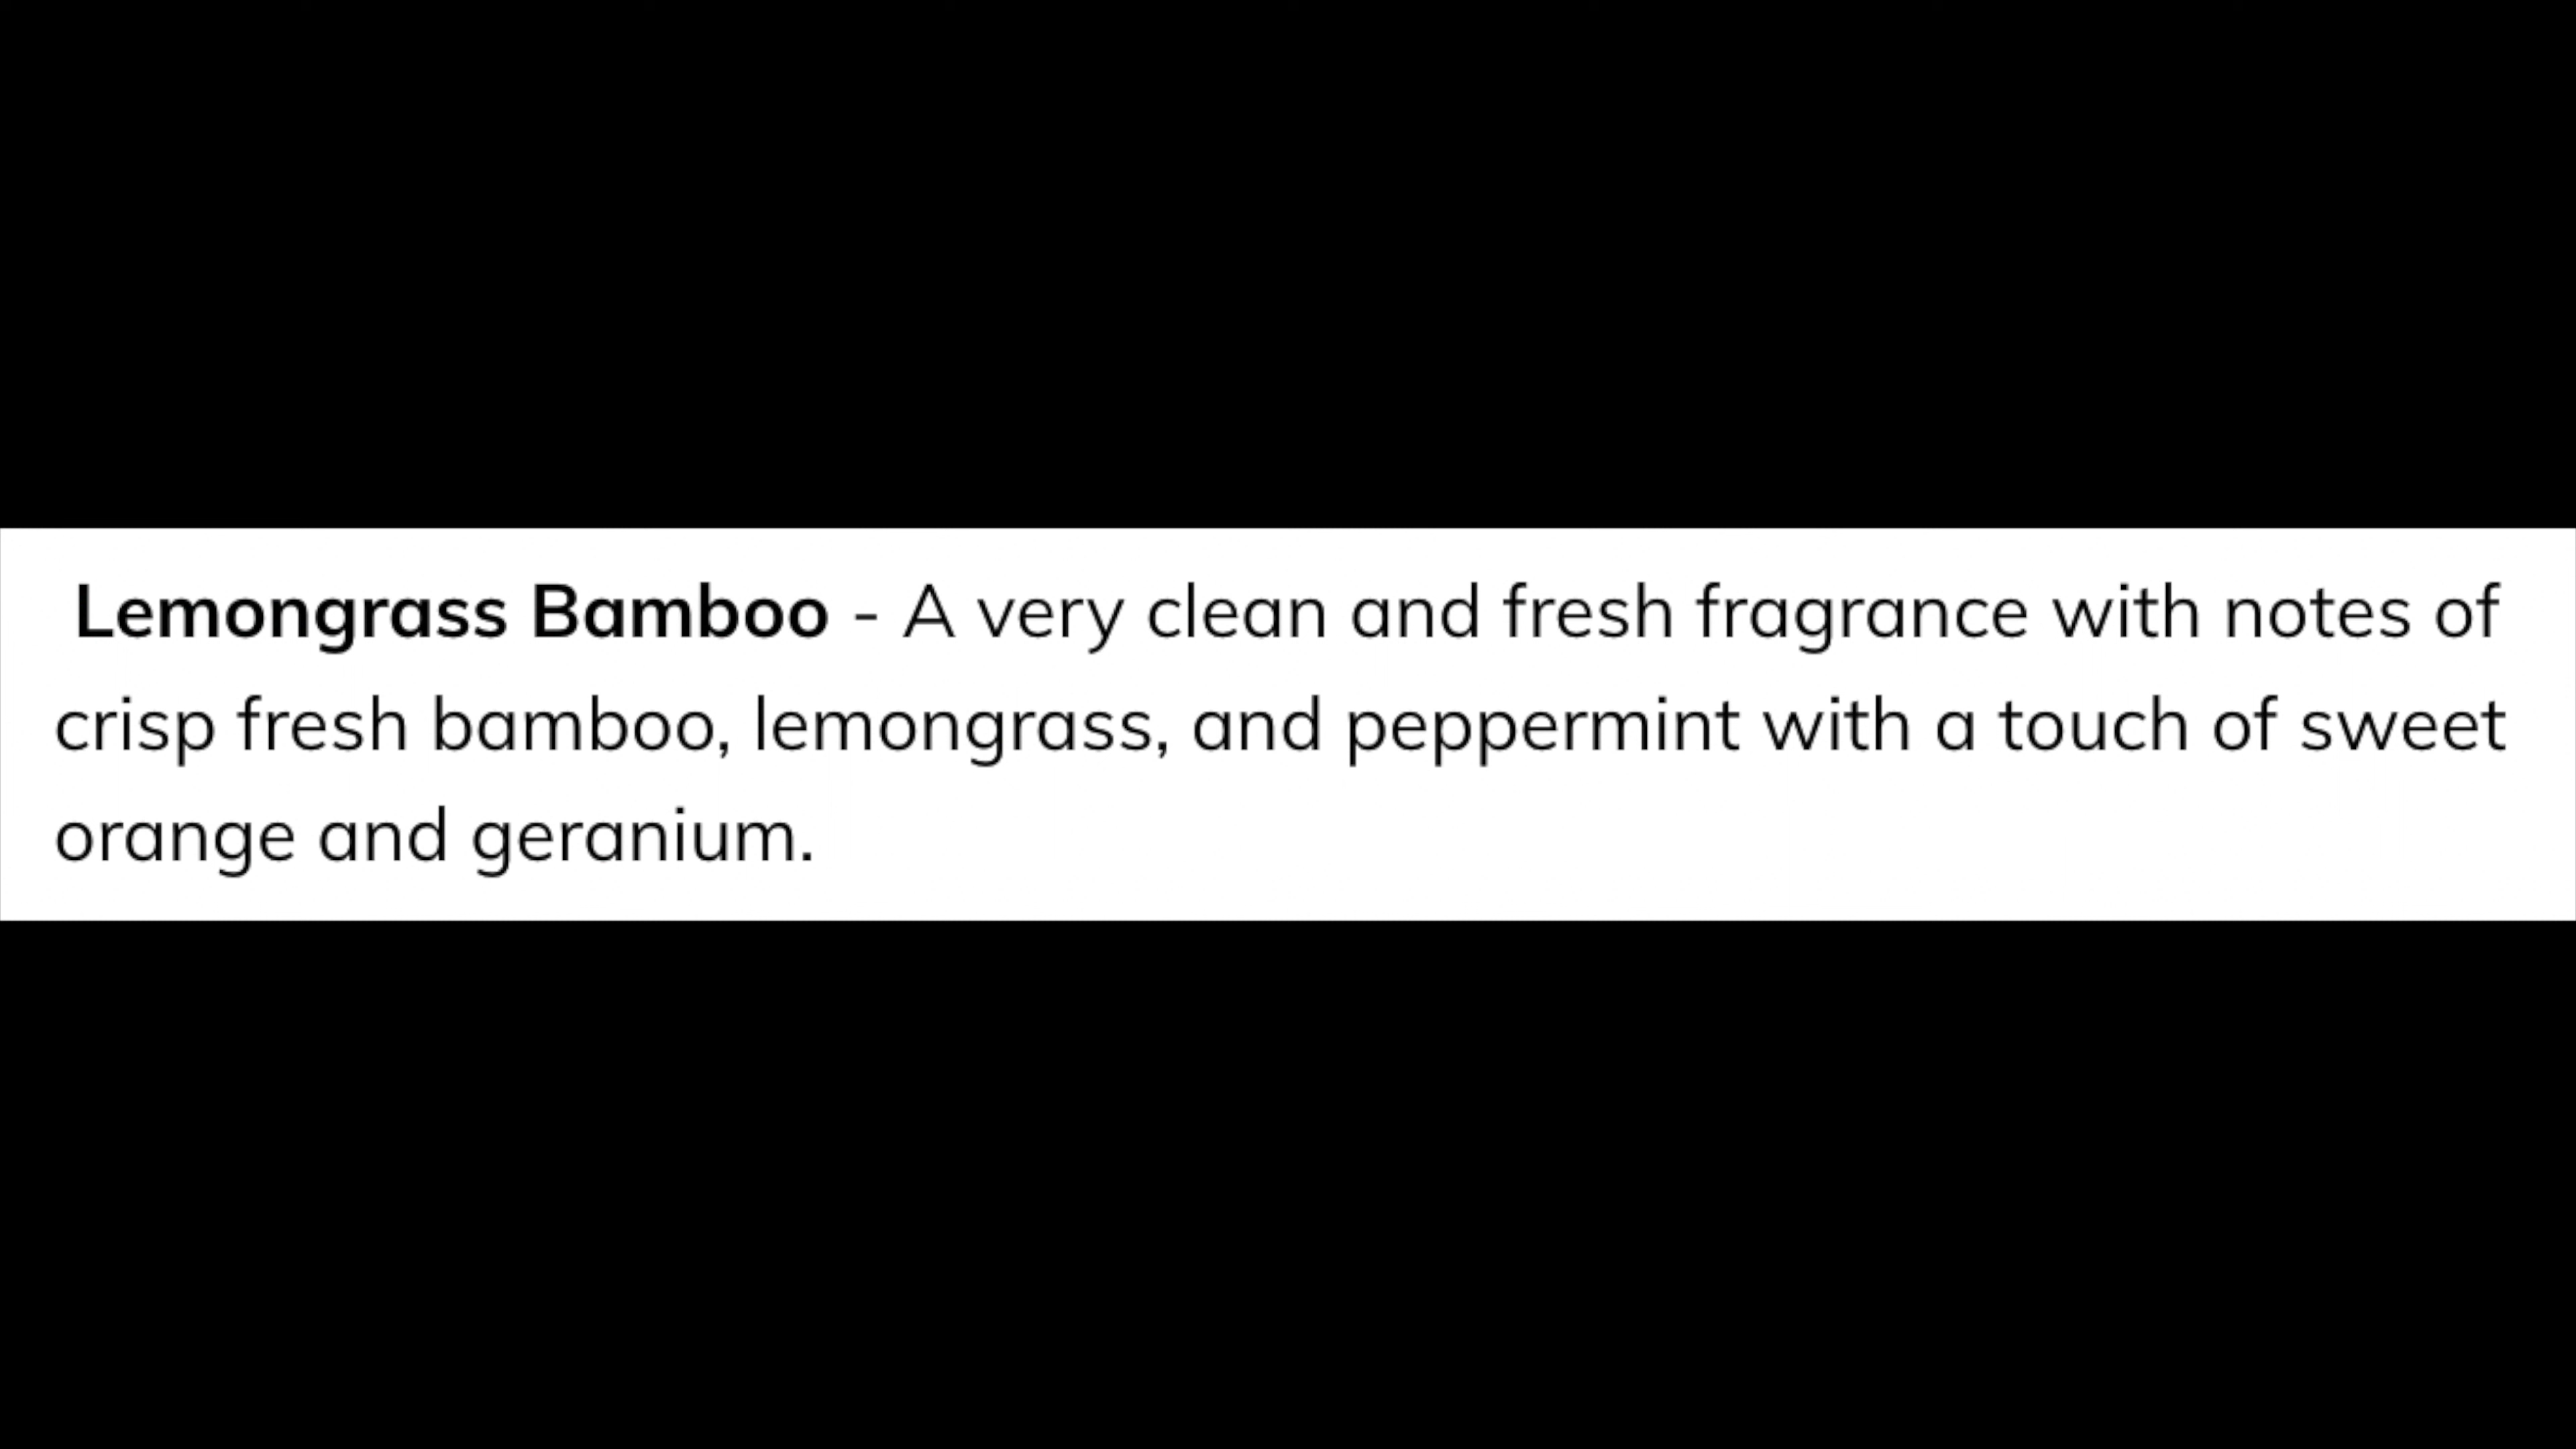 Lemongrass Bamboo - A very clean and fresh fragrance with notes of
crisp fresh bamboo, lemongrass, and peppermint with a touch of sweet
orange and geranium.